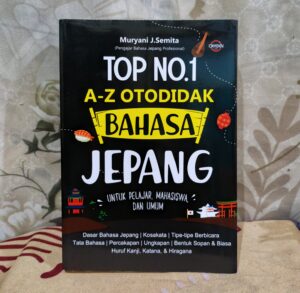 Muryani J.Semita
(Pengajar Bahasa Jepang Profesional)
TOP NO.1
A-Z OTODIDAK
BAHASA
JEPANG
UNTUK PELAJAR, MAHASISWA,
DAN UMUM
Dasar Bahasa Jepang | Kosakata | Tipe-tipe Berbicara
Tata Bahasa | Percakapan | Ungkapan | Bentuk Sopan & Biasa
Huruf Kanji, Katana, & Hiragana